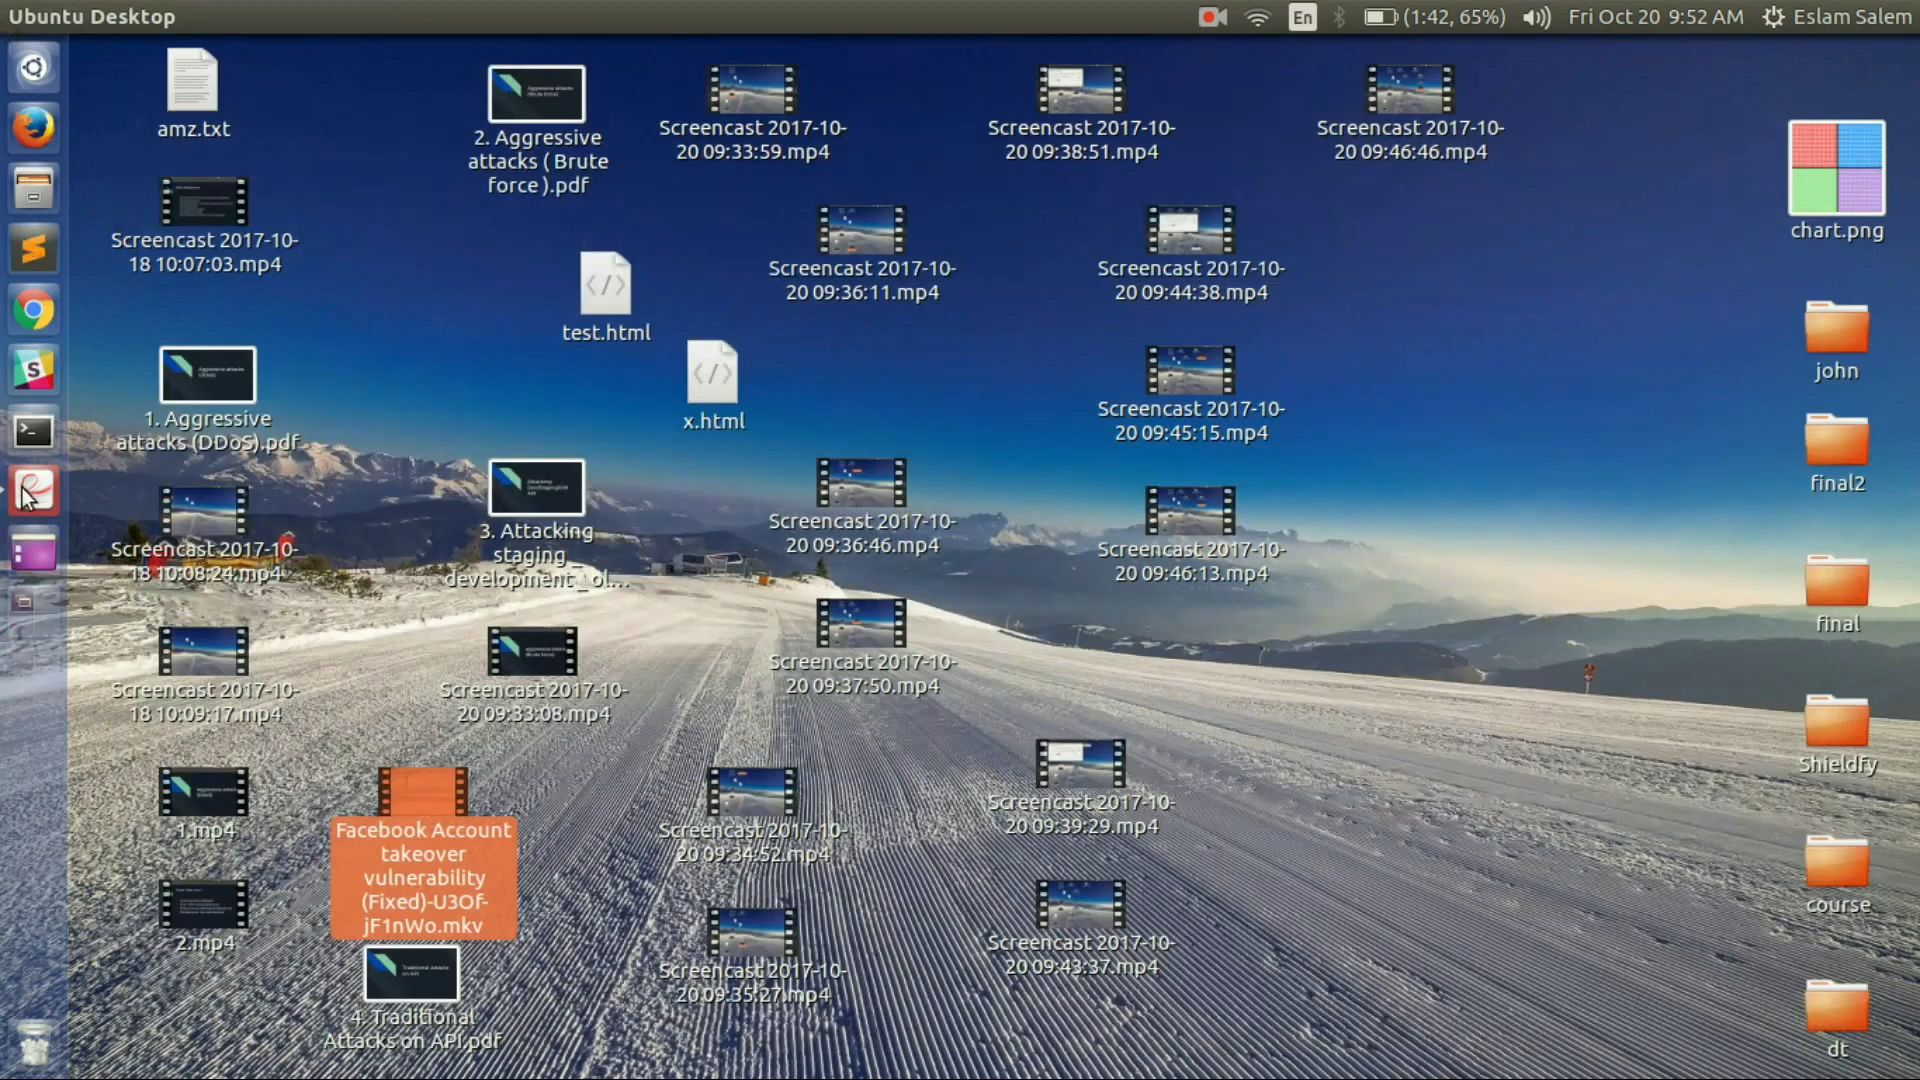 Ubuntu Desktop
En
(1:42, 65%)
Fri Oct 20 9:52 AM
Eslam Salem
amz.txt
Screencast 2017-10-
18 10:07:03.mp4
1. Aggressive
attacks (DDoS).pdf
Screencast 2017-10-
18 10:08:24.mp4
Screencast 2017-10-
18 10:09:17.mp4
1.mp4
2.mp4
2. Aggressive
attacks ( Brute
force ).pdf
test.html
x.html
3. Attacking
staging _
development_ ol...
Screencast 2017-10-
20 09:33:08.mp4
Facebook Account
takeover
vulnerability
(Fixed)-U3Of-
jF1nWo.mkv
4. Traditional
Attacks on API.pdf
Screencast 2017-10-
20 09:33:59.mp4
Screencast 2017-10-
20 09:36:11.mp4
Screencast 2017-10-
20 09:36:46.mp4
Screencast 2017-10-
20 09:37:50.mp4
Screencast 2017-10-
20 09:34:52.mp4
Screencast 2017-10-
20 09:35:27.mp4
Screencast 2017-10-
20 09:38:51.mp4
Screencast 2017-10-
20 09:44:38.mp4
Screencast 2017-10-
20 09:45:15.mp4
Screencast 2017-10-
20 09:46:13.mp4
Screencast 2017-10-
20 09:39:29.mp4
Screencast 2017-10-
20 09:43:37.mp4
Screencast 2017-10-
20 09:46:46.mp4
chart.png
john
final2
final
Shieldfy
course
dt